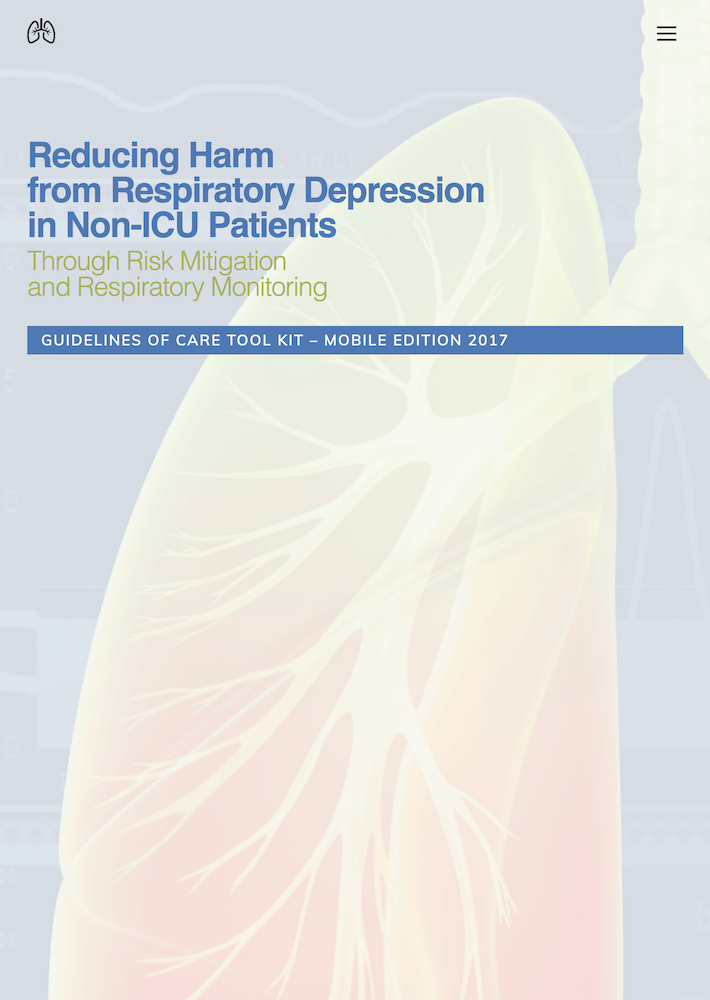 Reducing Harm
from Respiratory Depression
in Non-ICU Patients
Through Risk Mitigation
and Respiratory Monitoring
GUIDELINES OF CARE TOOL KIT – MOBILE EDITION 2017